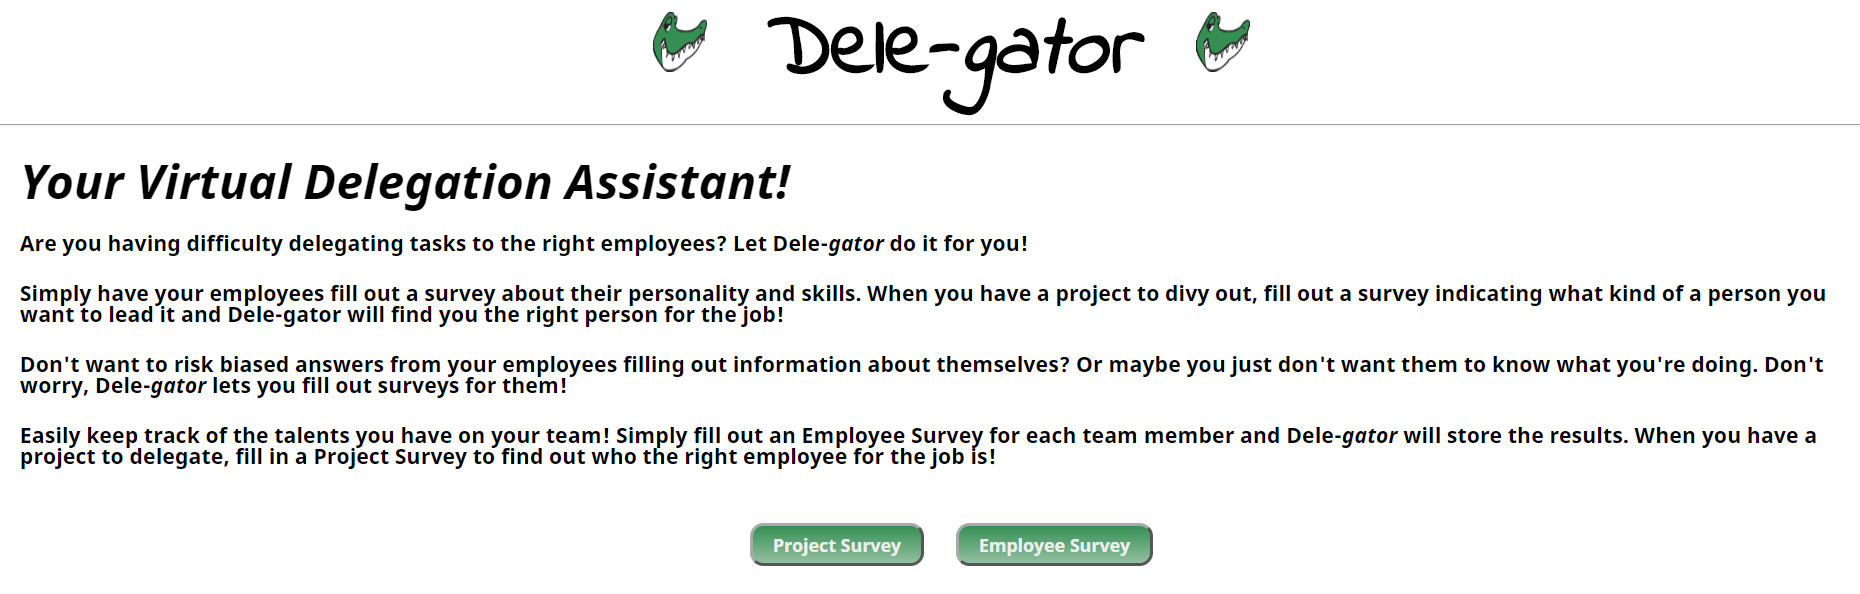 Dele-gator
Your Virtual Delegation Assistant!
Are you having difficulty delegating tasks to the right employees? Let Dele-gator do it for you!
Simply have your employees fill out a survey about their personality and skills. When you have a project to divy out, fill out a survey indicating what kind of a person you
want to lead it and Dele-gator will find you the right person for the job!
Don't want to risk biased answers from your employees filling out information about themselves? Or maybe you just don't want them to know what you're doing. Don't
worry, Dele-gator lets you fill out surveys for them!
Easily keep track of the talents you have on your team! Simply fill out an Employee Survey for each team member and Dele-gator will store the results. When you have a
project to delegate, fill in a Project Survey to find out who the right employee for the job is!
Project Survey
Employee Survey